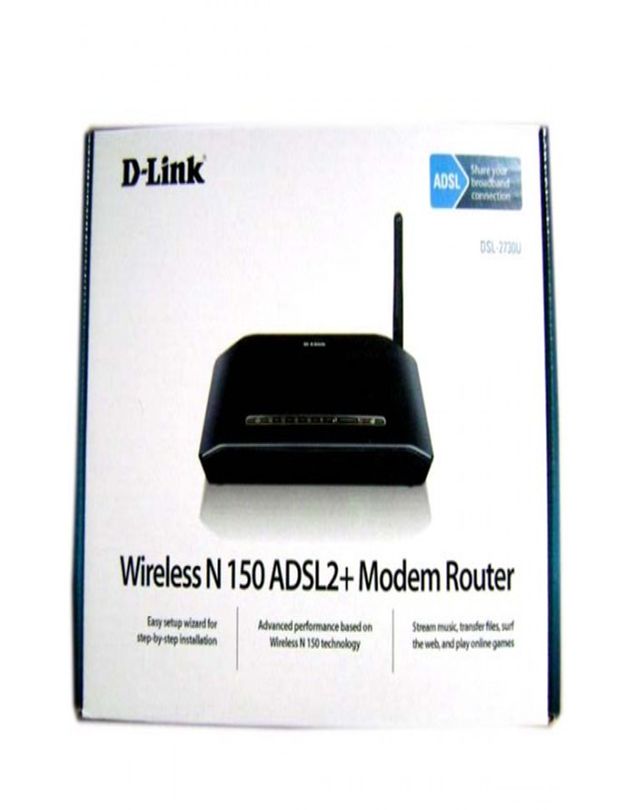 D-Link
ADSL
Share your
broadband
connection
DSL-2730U
D-Link
Wireless N 150 ADSL2+ Modem Router
Easy setup wizard for
step-by-step installation
Advanced performance based on
Wireless N 150 technology
Stream music, transfer files, surf
the web, and play online games